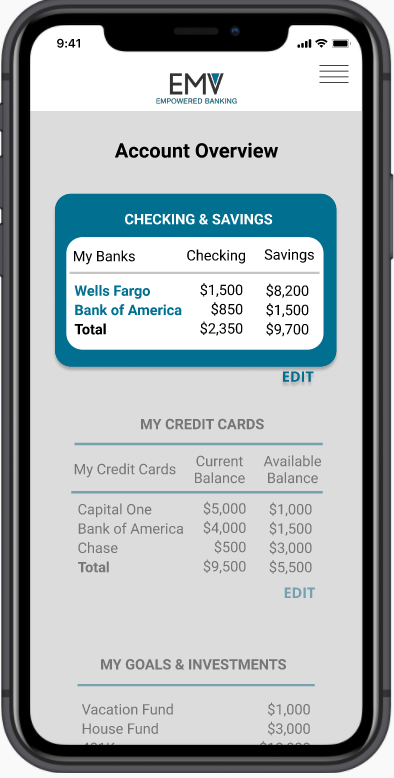 9:41
EMV
EMPOWERED BANKING
Account Overview
CHECKING & SAVINGS
My Banks Checking Savings
Wells Fargo $1,500 $8,200
Bank of America $850 $1,500
Total $2,350 $9,700
EDIT
MY CREDIT CARDS
My Credit Cards Current Balance Available Balance
Capital One $5,000 $1,000
Bank of America $4,000 $1,500
Chase $500 $3,000
Total $9,500 $5,500
EDIT
MY GOALS & INVESTMENTS
Vacation Fund $1,000
House Fund $3,000